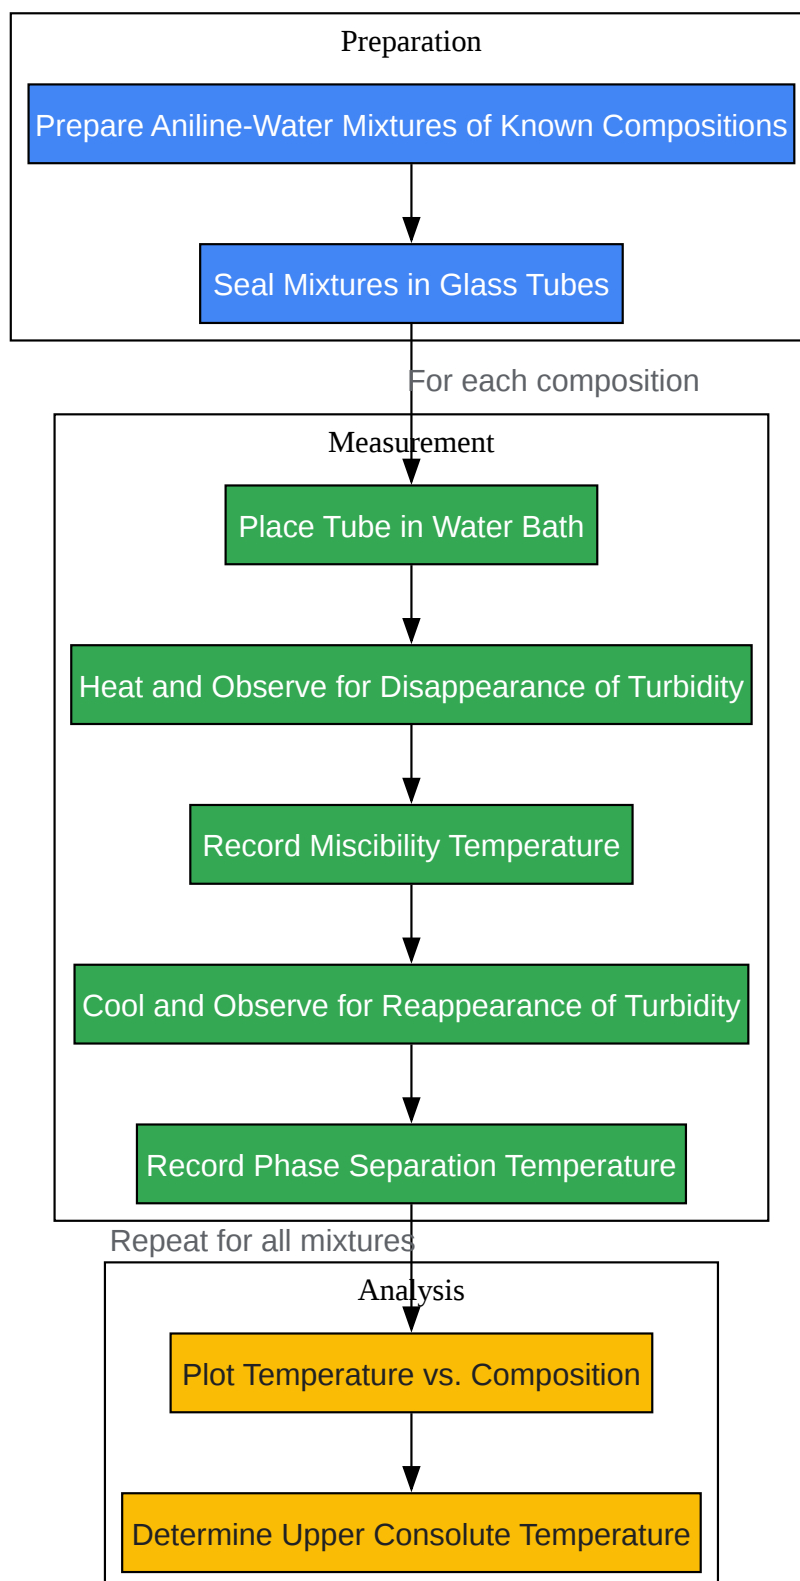 Preparation
Prepare Aniline-Water Mixtures of Known Compositions
Seal Mixtures in Glass Tubes
For each composition
Measurement
Place Tube in Water Bath
Heat and Observe for Disappearance of Turbidity
Record Miscibility Temperature
Cool and Observe for Reappearance of Turbidity
Record Phase Separation Temperature
Repeat for all mixtures
Analysis
Plot Temperature vs. Composition
Determine Upper Consolute Temperature